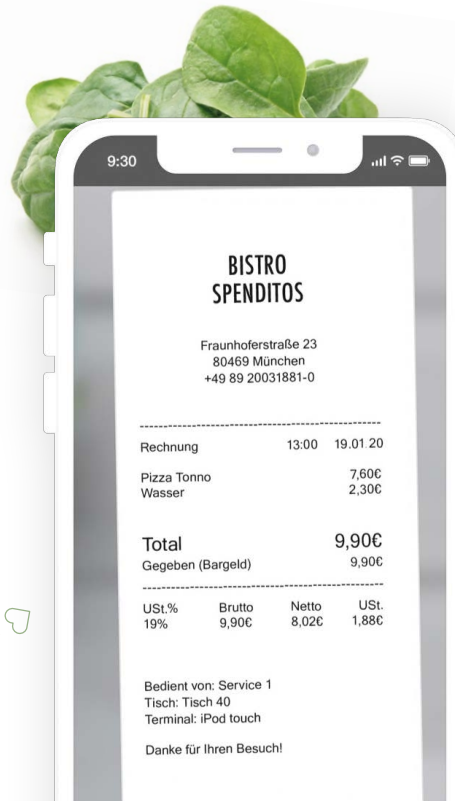 9:30
BISTRO
SPENDITOS
Fraunhoferstraße 23
80469 München
+49 89 20031881-0
Rechnung 13:00 19.01.20
Pizza Tonno 7,60€
Wasser 2,30€
Total 9,90€
Gegeben (Bargeld) 9,90€
USt.% Brutto Netto USt.
19% 9,90€ 8,02€ 1,88€
Bedient von: Service 1
Tisch: Tisch 40
Terminal: iPod touch
Danke für Ihren Besuch!